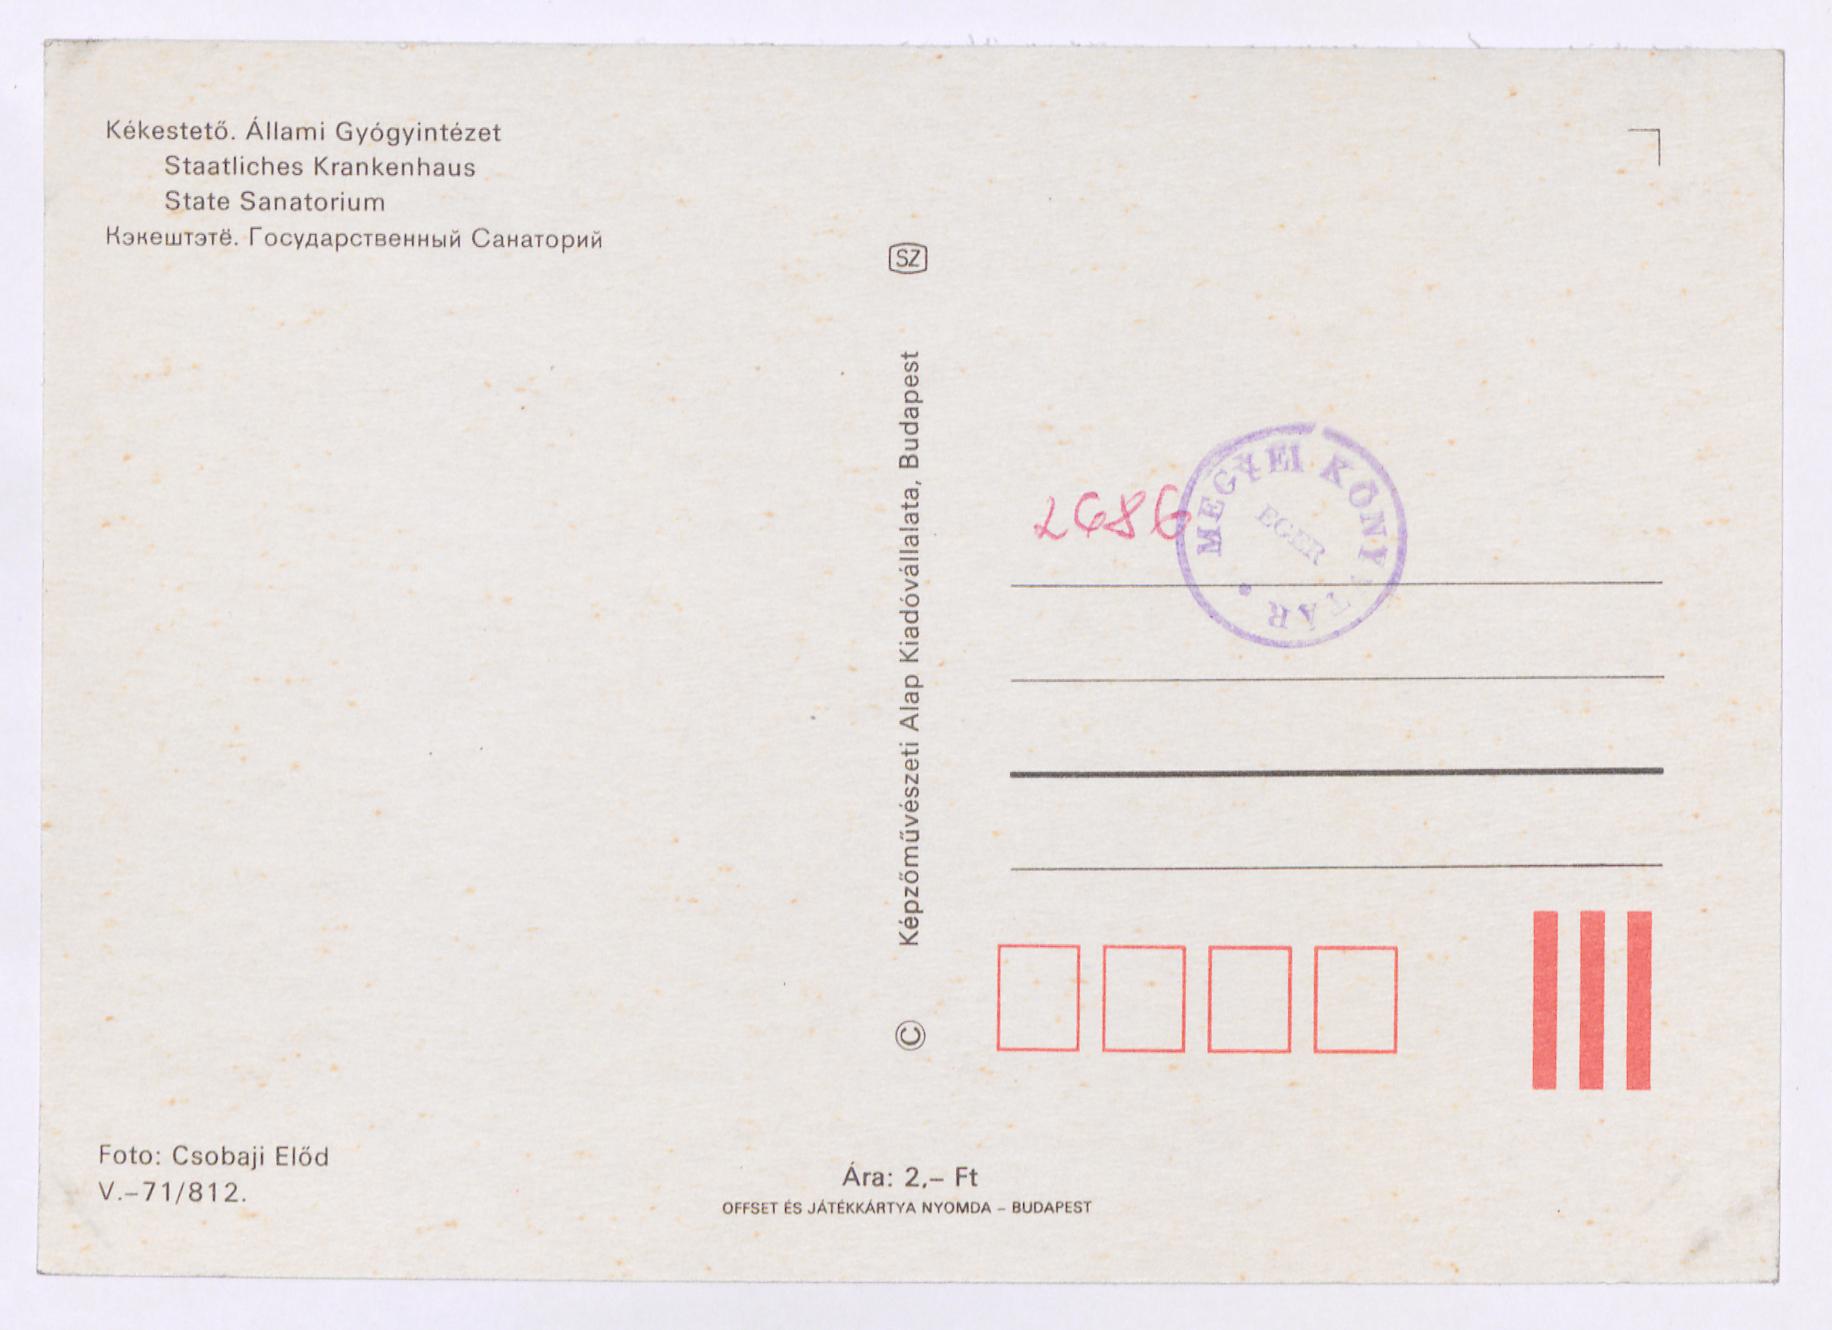 Kékestető. Állami Gyógyintézet
Staatliches Krankenhaus
State Sanatorium
Кэкештэтё. Государственный Санаторий
SZ
© Képzőművészeti Alap Kiadóvállalata, Budapest
2686
MEGYEI KÖNYVTÁR
EGER
Foto: Csobaji Előd
V.–71/812.
Ára: 2,– Ft
OFFSET ÉS JÁTÉKKÁRTYA NYOMDA – BUDAPEST